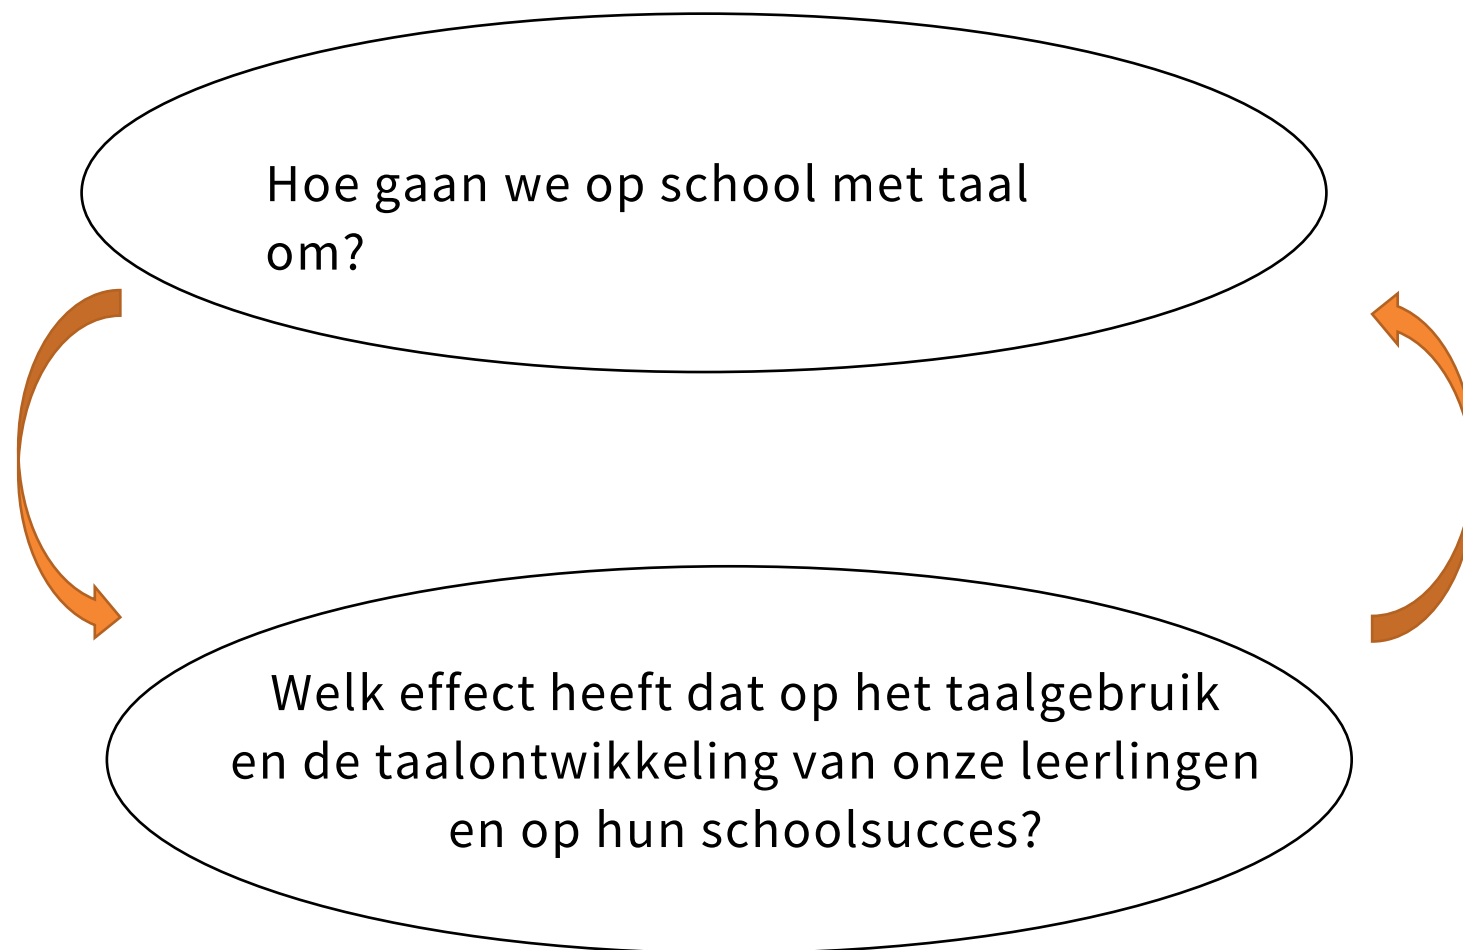 Hoe gaan we op school met taal
om?
Welk effect heeft dat op het taalgebruik
en de taalontwikkeling van onze leerlingen
en op hun schoolsucces?